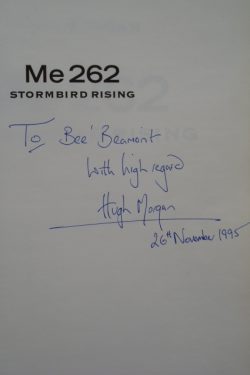 Me 262
STORMBIRD RISING
To Bee' Beamont
with high regard
Hugh Morgan
26th November 1995